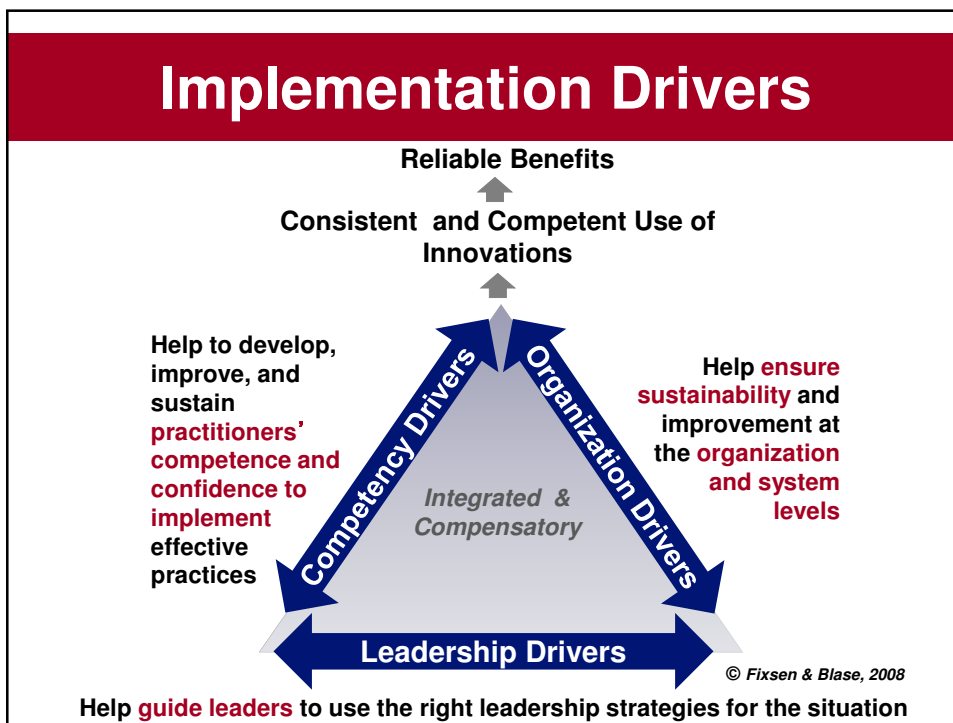 Implementation Drivers
Reliable Benefits
Consistent and Competent Use of
Innovations
Help to develop,
improve, and
sustain
practitioners’
competence and
confidence to
implement
effective
practices
Competency Drivers
Organization Drivers
Help ensure
sustainability and
improvement at
the organization
and system
levels
Integrated &
Compensatory
Leadership Drivers
© Fixsen & Blase, 2008
Help guide leaders to use the right leadership strategies for the situation